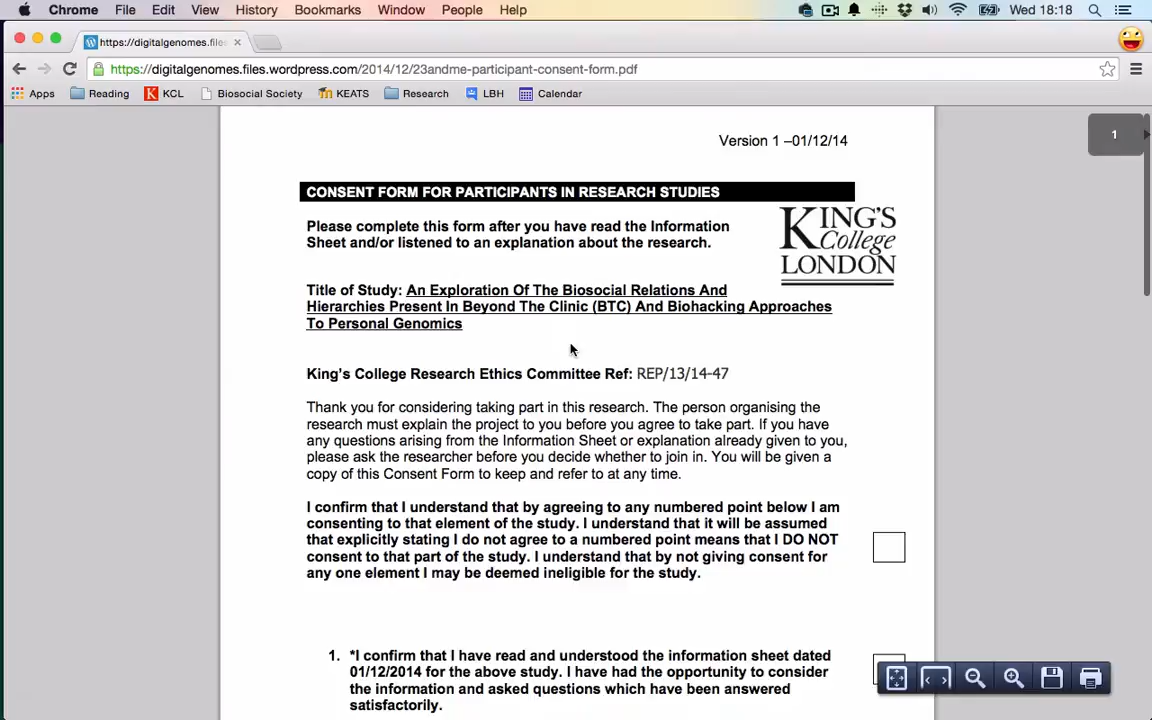 Chrome File Edit View History Bookmarks Window People Help Wed 18:18
https://digitalgenomes.files
https://digitalgenomes.files.wordpress.com/2014/12/23andme-participant-consent-form.pdf
Apps Reading KCL Biosocial Society KEATS Research LBH Calendar
1
Version 1 –01/12/14
CONSENT FORM FOR PARTICIPANTS IN RESEARCH STUDIES
Please complete this form after you have read the Information
Sheet and/or listened to an explanation about the research.
KING'S
College
LONDON
Title of Study: An Exploration Of The Biosocial Relations And
Hierarchies Present In Beyond The Clinic (BTC) And Biohacking Approaches
To Personal Genomics
King's College Research Ethics Committee Ref: REP/13/14-47
Thank you for considering taking part in this research. The person organising the
research must explain the project to you before you agree to take part. If you have
any questions arising from the Information Sheet or explanation already given to you,
please ask the researcher before you decide whether to join in. You will be given a
copy of this Consent Form to keep and refer to at any time.
I confirm that I understand that by agreeing to any numbered point below I am
consenting to that element of the study. I understand that it will be assumed
that explicitly stating I do not agree to a numbered point means that I DO NOT
consent to that part of the study. I understand that by not giving consent for
any one element I may be deemed ineligible for the study.
1. *I confirm that I have read and understood the information sheet dated
01/12/2014 for the above study. I have had the opportunity to consider
the information and asked questions which have been answered
satisfactorily.